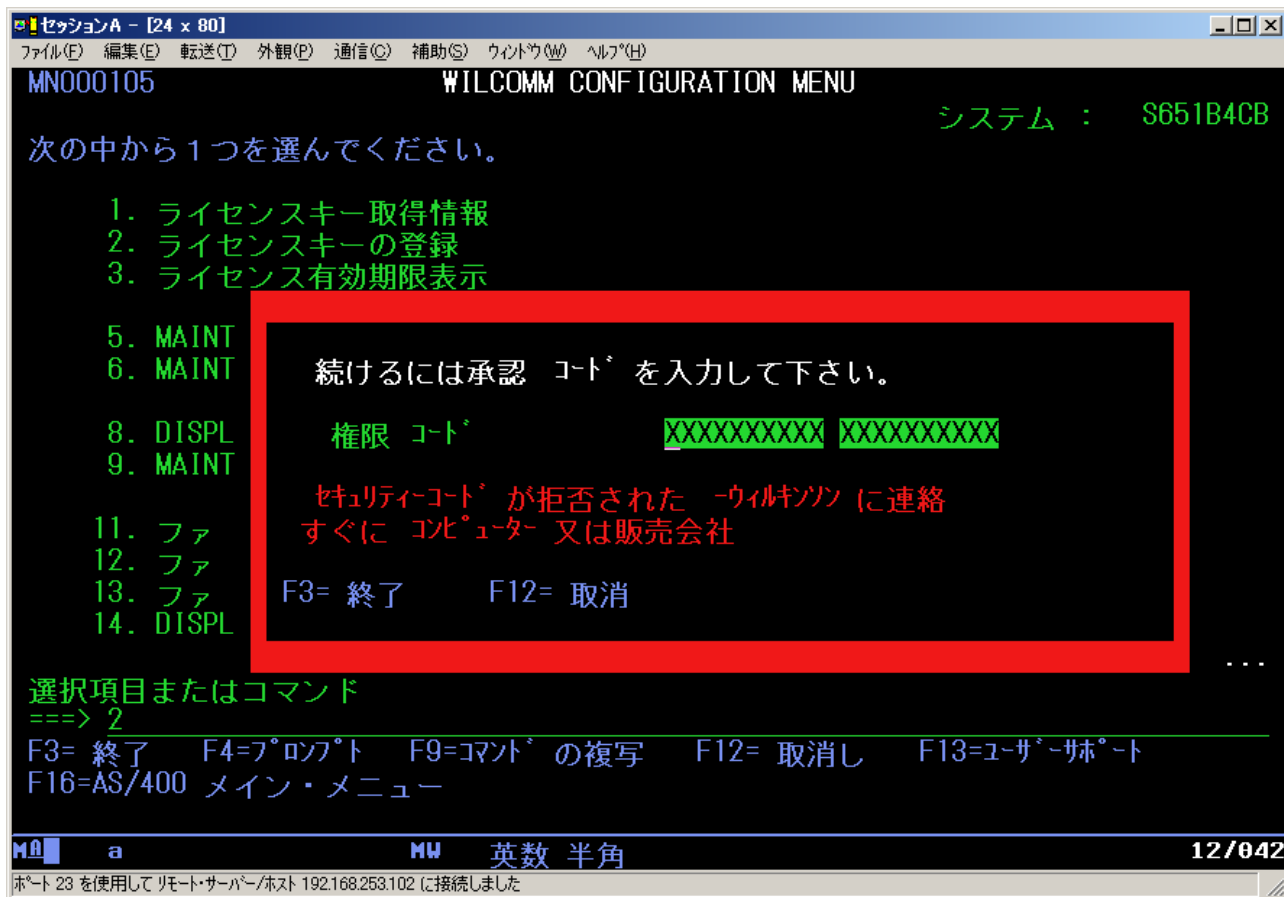 セッションA - [24 x 80]
ファイル(F) 編集(E) 転送(T) 外観(P) 通信(C) 補助(S) ウィンドウ(W) ヘルプ(H)
MN000105 WILCOMM CONFIGURATION MENU
システム : S651B4CB
次の中から1つを選んでください。
1. ライセンスキー取得情報
2. ライセンスキーの登録
3. ライセンス有効期限表示
5. MAINT
6. MAINT
8. DISPL
9. MAINT
11. ファ
12. ファ
13. ファ
14. DISPL
続けるには承認 コード を入力して下さい。
権限 コード XXXXXXXXXX XXXXXXXXXX
セキュリティーコード が拒否された -ウィルキンソン に連絡
すぐに コンピューター 又は販売会社
F3= 終了 F12= 取消
...
選択項目またはコマンド
===> 2
F3= 終了 F4=プロンプト F9=コマンド の複写 F12= 取消し F13=ユーザーサポート
F16=AS/400 メイン・メニュー
MA a MW 英数 半角 12/042
ポート 23 を使用して リモート・サーバー/ホスト 192.168.253.102 に接続しました